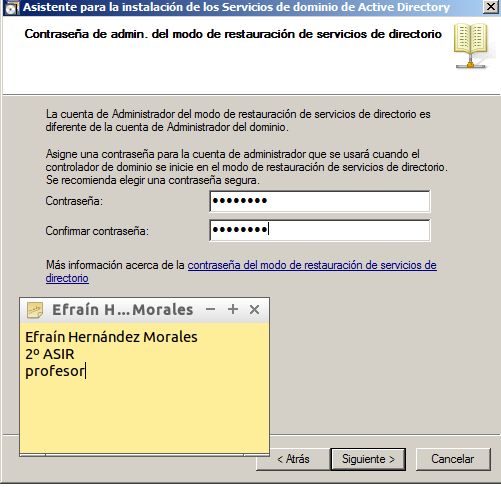 Asistente para la instalación de los Servicios de dominio de Active Directory
Contraseña de admin. del modo de restauración de servicios de directorio
La cuenta de Administrador del modo de restauración de servicios de directorio es
diferente de la cuenta de Administrador del dominio.
Asigne una contraseña para la cuenta de administrador que se usará cuando el
controlador de dominio se inicie en el modo de restauración de servicios de directorio.
Se recomienda elegir una contraseña segura.
Contraseña: ••••••••
Confirmar contraseña: ••••••••
Más información acerca de la contraseña del modo de restauración de servicios de
directorio
Efraín H...Morales
Efraín Hernández Morales
2º ASIR
profesor
< Atrás Siguiente > Cancelar